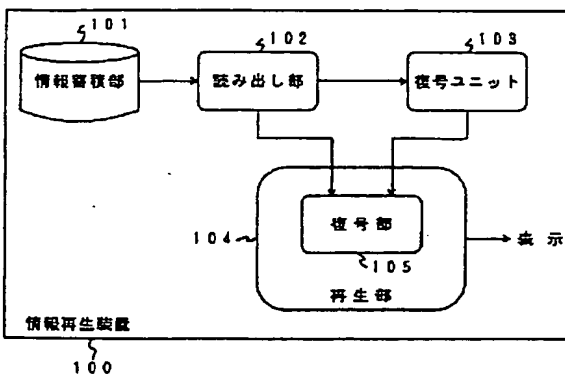 101
102
103
情報蓄積部
読み出し部
復号ユニット
104
復号部
105
再生部
表示
情報再生装置
100